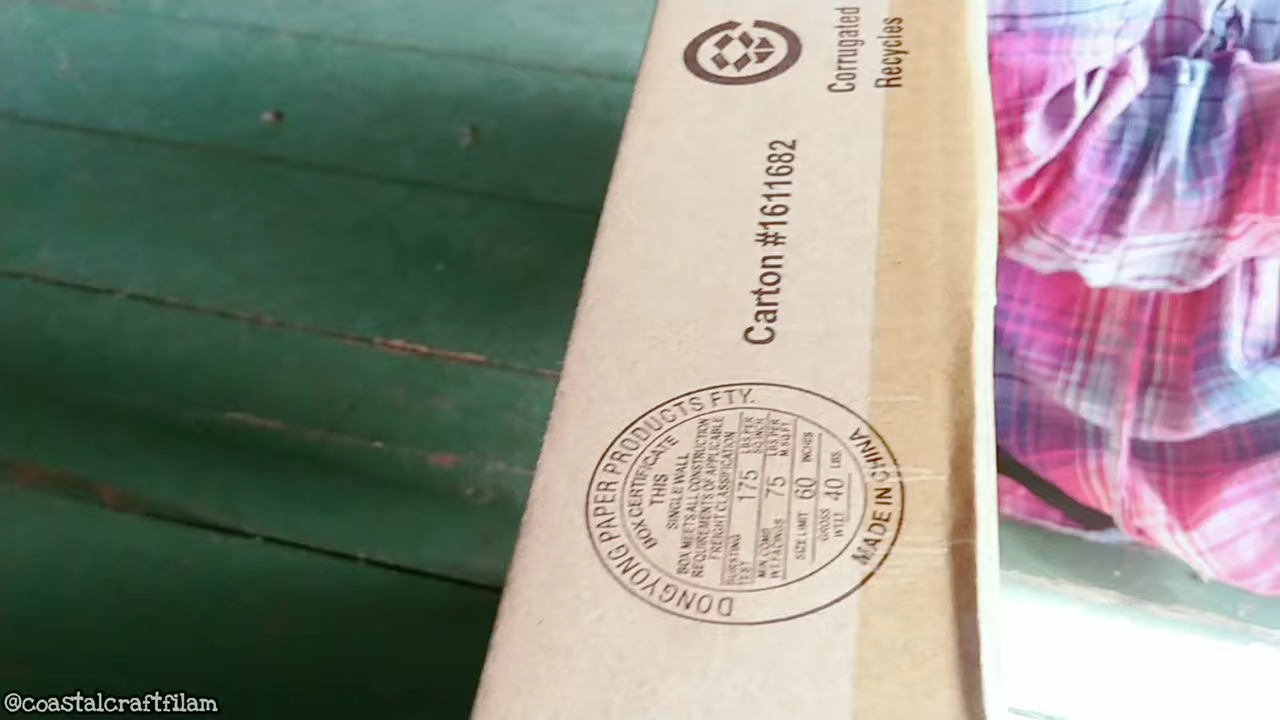 Corrugated
Recycles
Carton #1611682
DONGYONG PAPER PRODUCTS FTY.
BOX CERTIFICATE
THIS
SINGLE WALL
BOX MEETS ALL CONSTRUCTION
REQUIREMENTS OF APPLICABLE
FREIGHT CLASSIFICATION
BURSTING TEST 175 LBS PER SQ INCH
MIN COMB WT FACINGS 75 LBS PER M SQ FT
SIZE LIMIT 60 INCHES
GROSS WT LT 40 LBS.
MADE IN CHINA
@coastalcraftfilam